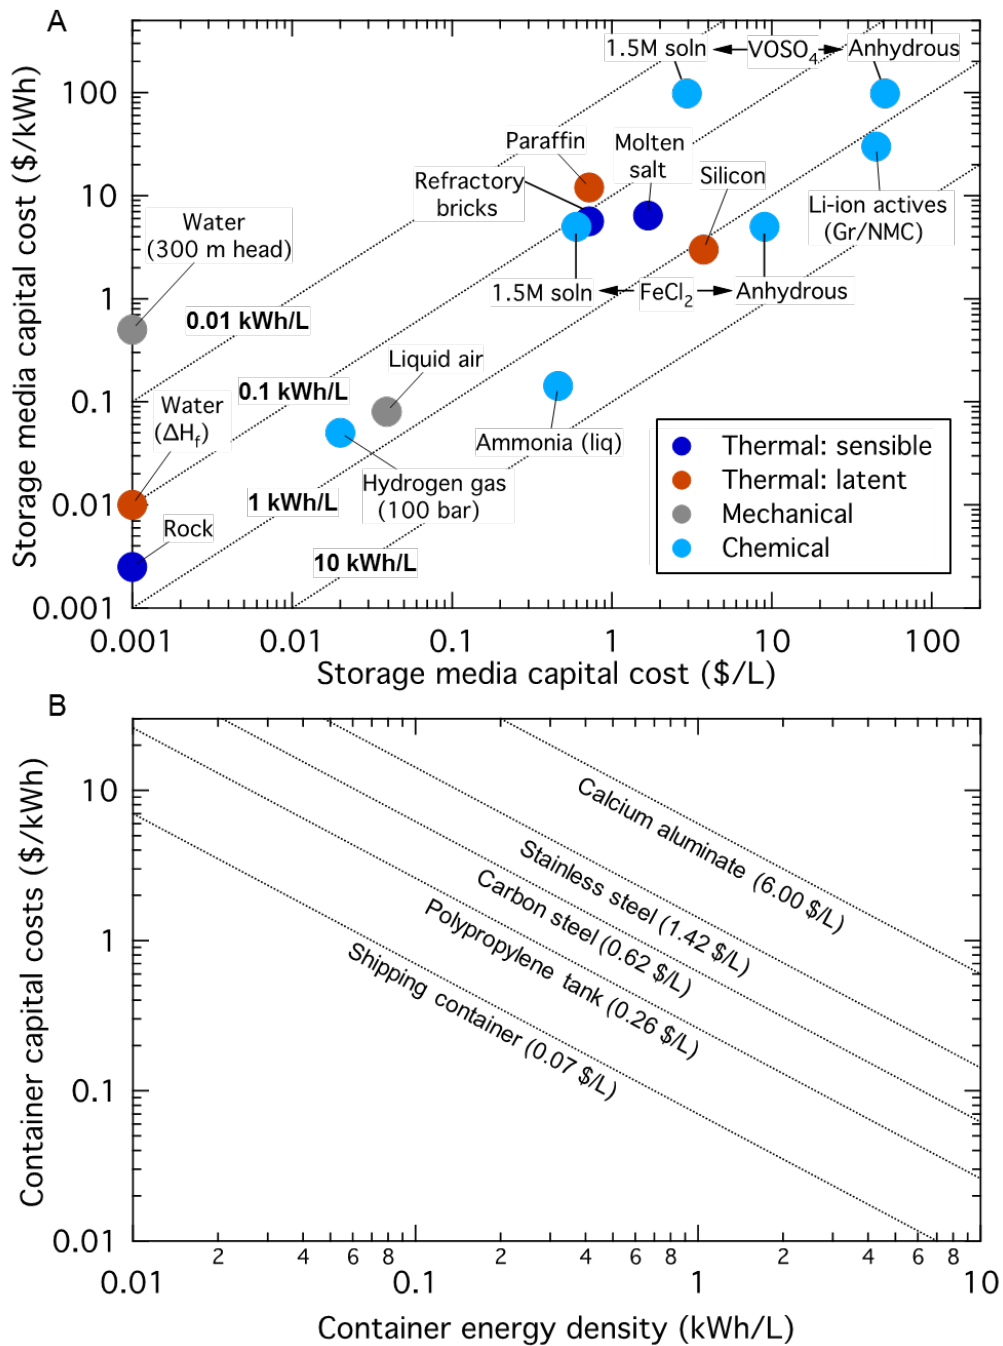 A
1.5M soln
VOSO4
Anhydrous
100
Paraffin
Molten
salt
Silicon
Refractory
bricks
10
Water
(300 m head)
Li-ion actives
(Gr/NMC)
1.5M soln
FeCl2
Anhydrous
1
0.01 kWh/L
Liquid air
0.1 kWh/L
0.1
Water
(ΔHf)
Ammonia (liq)
Thermal: sensible
Thermal: latent
Mechanical
Chemical
Hydrogen gas
(100 bar)
1 kWh/L
0.01
Rock
10 kWh/L
0.001
Storage media capital cost ($/kWh)
0.001 0.01 0.1 1 10 100
Storage media capital cost ($/L)
B
10
1
0.1
0.01
Container capital costs ($/kWh)
Calcium aluminate (6.00 $/L)
Stainless steel (1.42 $/L)
Carbon steel (0.62 $/L)
Polypropylene tank (0.26 $/L)
Shipping container (0.07 $/L)
2 4 6 8 2 4 6 8 2 4 6 8
0.01 0.1 1 10
Container energy density (kWh/L)